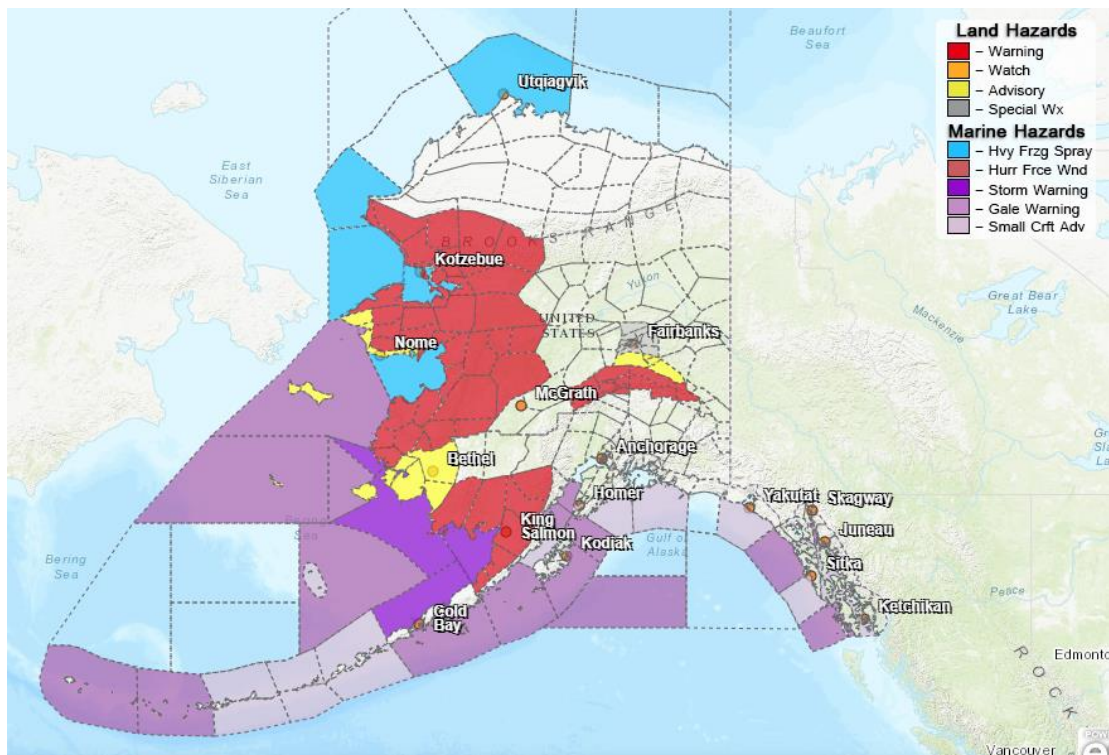 Beaufort
Sea
Land Hazards
– Warning
– Watch
– Advisory
– Special Wx
Marine Hazards
– Hvy Frzg Spray
– Hurr Frce Wnd
– Storm Warning
– Gale Warning
– Small Crft Adv
Utqiagvik
East
Siberian
Sea
BROOKS RANGE
Kotzebue
Yukon
Great Bear
Lake
Mackenzie
UNITED
STATES
Fairbanks
Nome
McGrath
Anchorage
Bethel
Homer
Yakutat
Skagway
King
Salmon
Kodiak
Gulf of
Alaska
Juneau
Sitka
Bering
Sea
Peace
Cold
Bay
Ketchikan
Edmonto
ROCK
Vancouver
POW